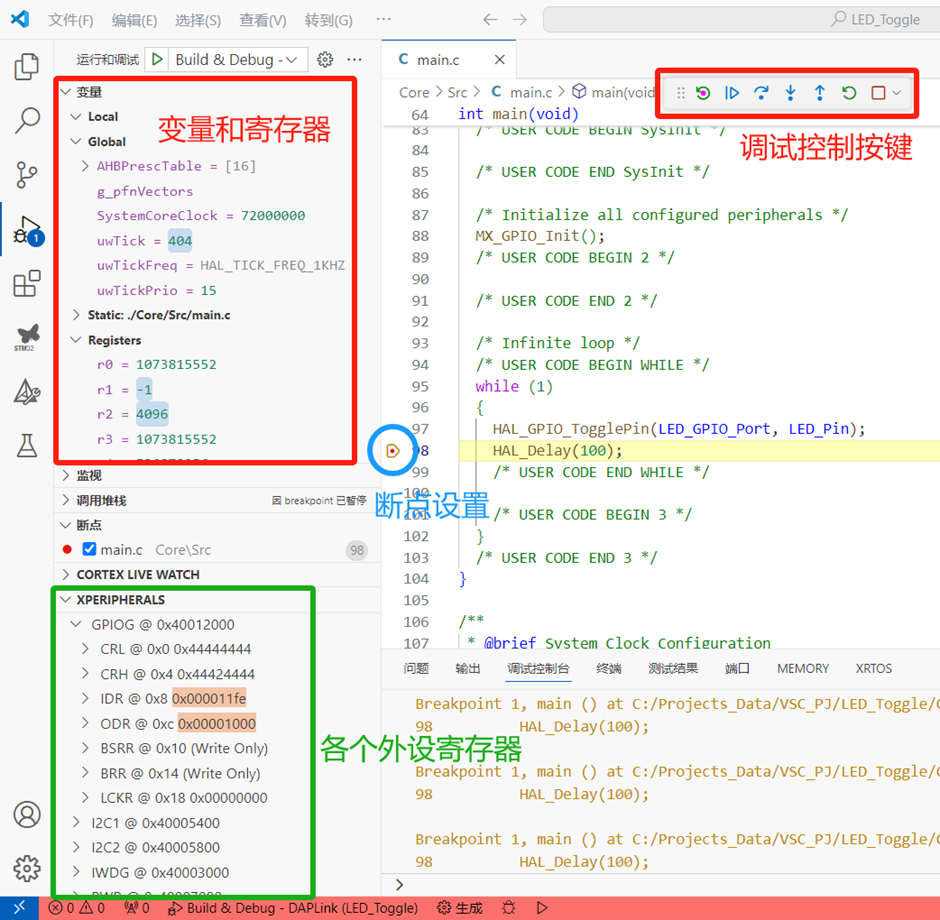 文件(F) 编辑(E) 选择(S) 查看(V) 转到(G) ··· LED_Toggle
运行和调试 Build & Debug - ···
变量
Local
Global
AHBPrescTable = [16]
g_pfnVectors
SystemCoreClock = 72000000
uwTick = 404
uwTickFreq = HAL_TICK_FREQ_1KHZ
uwTickPrio = 15
Static: ./Core/Src/main.c
Registers
r0 = 1073815552
r1 = -1
r2 = 4096
r3 = 1073815552
变量和寄存器
监视
调用堆栈 因 breakpoint 已暂停
断点
main.c Core\Src 98
CORTEX LIVE WATCH
XPERIPHERALS
GPIOG @ 0x40012000
CRL @ 0x0 0x44444444
CRH @ 0x4 0x44424444
IDR @ 0x8 0x000011fe
ODR @ 0xc 0x00001000
BSRR @ 0x10 (Write Only)
BRR @ 0x14 (Write Only)
LCKR @ 0x18 0x00000000
I2C1 @ 0x40005400
I2C2 @ 0x40005800
IWDG @ 0x40003000
各个外设寄存器
STM32
1
C main.c
Core > Src > C main.c > main(void
调试控制按键
64 int main(void)
83 /* USER CODE BEGIN SysInit */
84
85 /* USER CODE END SysInit */
86
87 /* Initialize all configured peripherals */
88 MX_GPIO_Init();
89 /* USER CODE BEGIN 2 */
90
91 /* USER CODE END 2 */
92
93 /* Infinite loop */
94 /* USER CODE BEGIN WHILE */
95 while (1)
96 {
97 HAL_GPIO_TogglePin(LED_GPIO_Port, LED_Pin);
98 HAL_Delay(100);
99 /* USER CODE END WHILE */
100
断点设置
101 /* USER CODE BEGIN 3 */
102 }
103 /* USER CODE END 3 */
104 }
105
106 /**
107 * @brief System Clock Configuration
问题 输出 调试控制台 终端 测试结果 端口 MEMORY XRTOS
Breakpoint 1, main () at C:/Projects_Data/VSC_PJ/LED_Toggle/
98 HAL_Delay(100);
Breakpoint 1, main () at C:/Projects_Data/VSC_PJ/LED_Toggle/
98 HAL_Delay(100);
Breakpoint 1, main () at C:/Projects_Data/VSC_PJ/LED_Toggle/
98 HAL_Delay(100);
>
0 0 0 Build & Debug - DAPLink (LED_Toggle) 生成